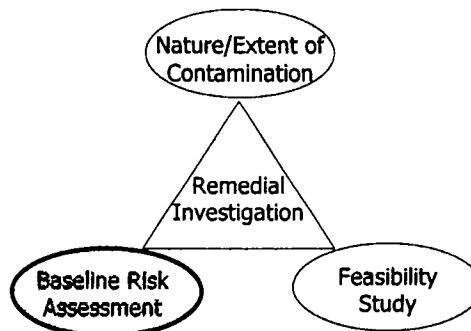 Nature/Extent of
Contamination
Remedial
Investigation
Baseline Risk
Assessment
Feasibility
Study